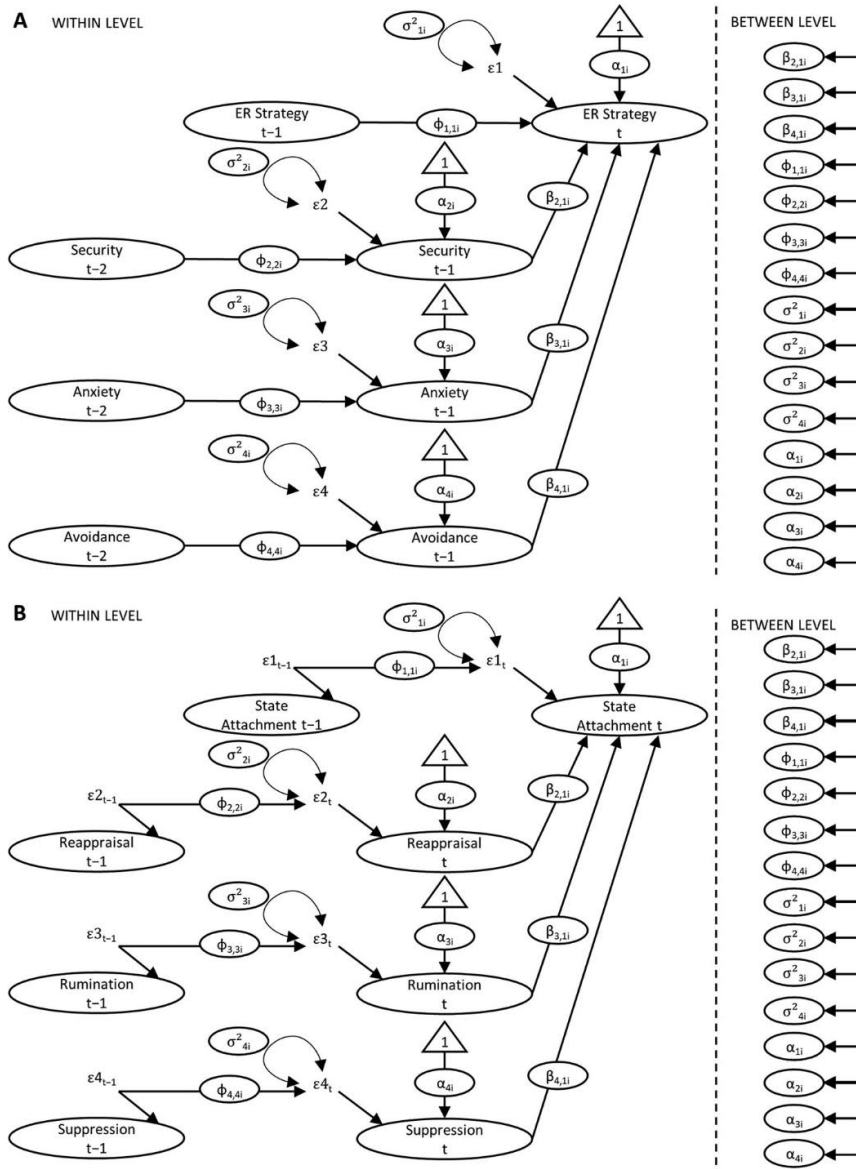 A WITHIN LEVEL
BETWEEN LEVEL
σ²₁ᵢ
ε1
1
α₁ᵢ
ER Strategy
t−1
ϕ₁,₁ᵢ
ER Strategy
t
σ²₂ᵢ
ε2
1
α₂ᵢ
β₂,₁ᵢ
Security
t−2
ϕ₂,₂ᵢ
Security
t−1
σ²₃ᵢ
ε3
1
α₃ᵢ
β₃,₁ᵢ
Anxiety
t−2
ϕ₃,₃ᵢ
Anxiety
t−1
σ²₄ᵢ
ε4
1
α₄ᵢ
β₄,₁ᵢ
Avoidance
t−2
ϕ₄,₄ᵢ
Avoidance
t−1
β₂,₁ᵢ
β₃,₁ᵢ
β₄,₁ᵢ
ϕ₁,₁ᵢ
ϕ₂,₂ᵢ
ϕ₃,₃ᵢ
ϕ₄,₄ᵢ
σ²₁ᵢ
σ²₂ᵢ
σ²₃ᵢ
σ²₄ᵢ
α₁ᵢ
α₂ᵢ
α₃ᵢ
α₄ᵢ
B WITHIN LEVEL
BETWEEN LEVEL
σ²₁ᵢ
ε1ₜ₋₁
ϕ₁,₁ᵢ
ε1ₜ
1
α₁ᵢ
State
Attachment t−1
State
Attachment t
σ²₂ᵢ
ε2ₜ₋₁
ϕ₂,₂ᵢ
ε2ₜ
1
α₂ᵢ
β₂,₁ᵢ
Reappraisal
t−1
Reappraisal
t
σ²₃ᵢ
ε3ₜ₋₁
ϕ₃,₃ᵢ
ε3ₜ
1
α₃ᵢ
β₃,₁ᵢ
Rumination
t−1
Rumination
t
σ²₄ᵢ
ε4ₜ₋₁
ϕ₄,₄ᵢ
ε4ₜ
1
α₄ᵢ
β₄,₁ᵢ
Suppression
t−1
Suppression
t
β₂,₁ᵢ
β₃,₁ᵢ
β₄,₁ᵢ
ϕ₁,₁ᵢ
ϕ₂,₂ᵢ
ϕ₃,₃ᵢ
ϕ₄,₄ᵢ
σ²₁ᵢ
σ²₂ᵢ
σ²₃ᵢ
σ²₄ᵢ
α₁ᵢ
α₂ᵢ
α₃ᵢ
α₄ᵢ